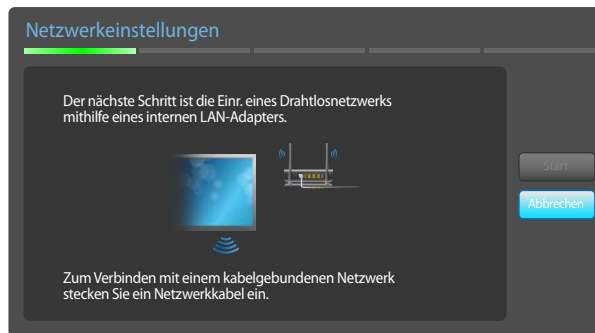 Netzwerkeinstellungen
Der nächste Schritt ist die Einr. eines Drahtlosnetzwerks
mithilfe eines internen LAN-Adapters.
Start
Abbrechen
Zum Verbinden mit einem kabelgebundenen Netzwerk
stecken Sie ein Netzwerkkabel ein.